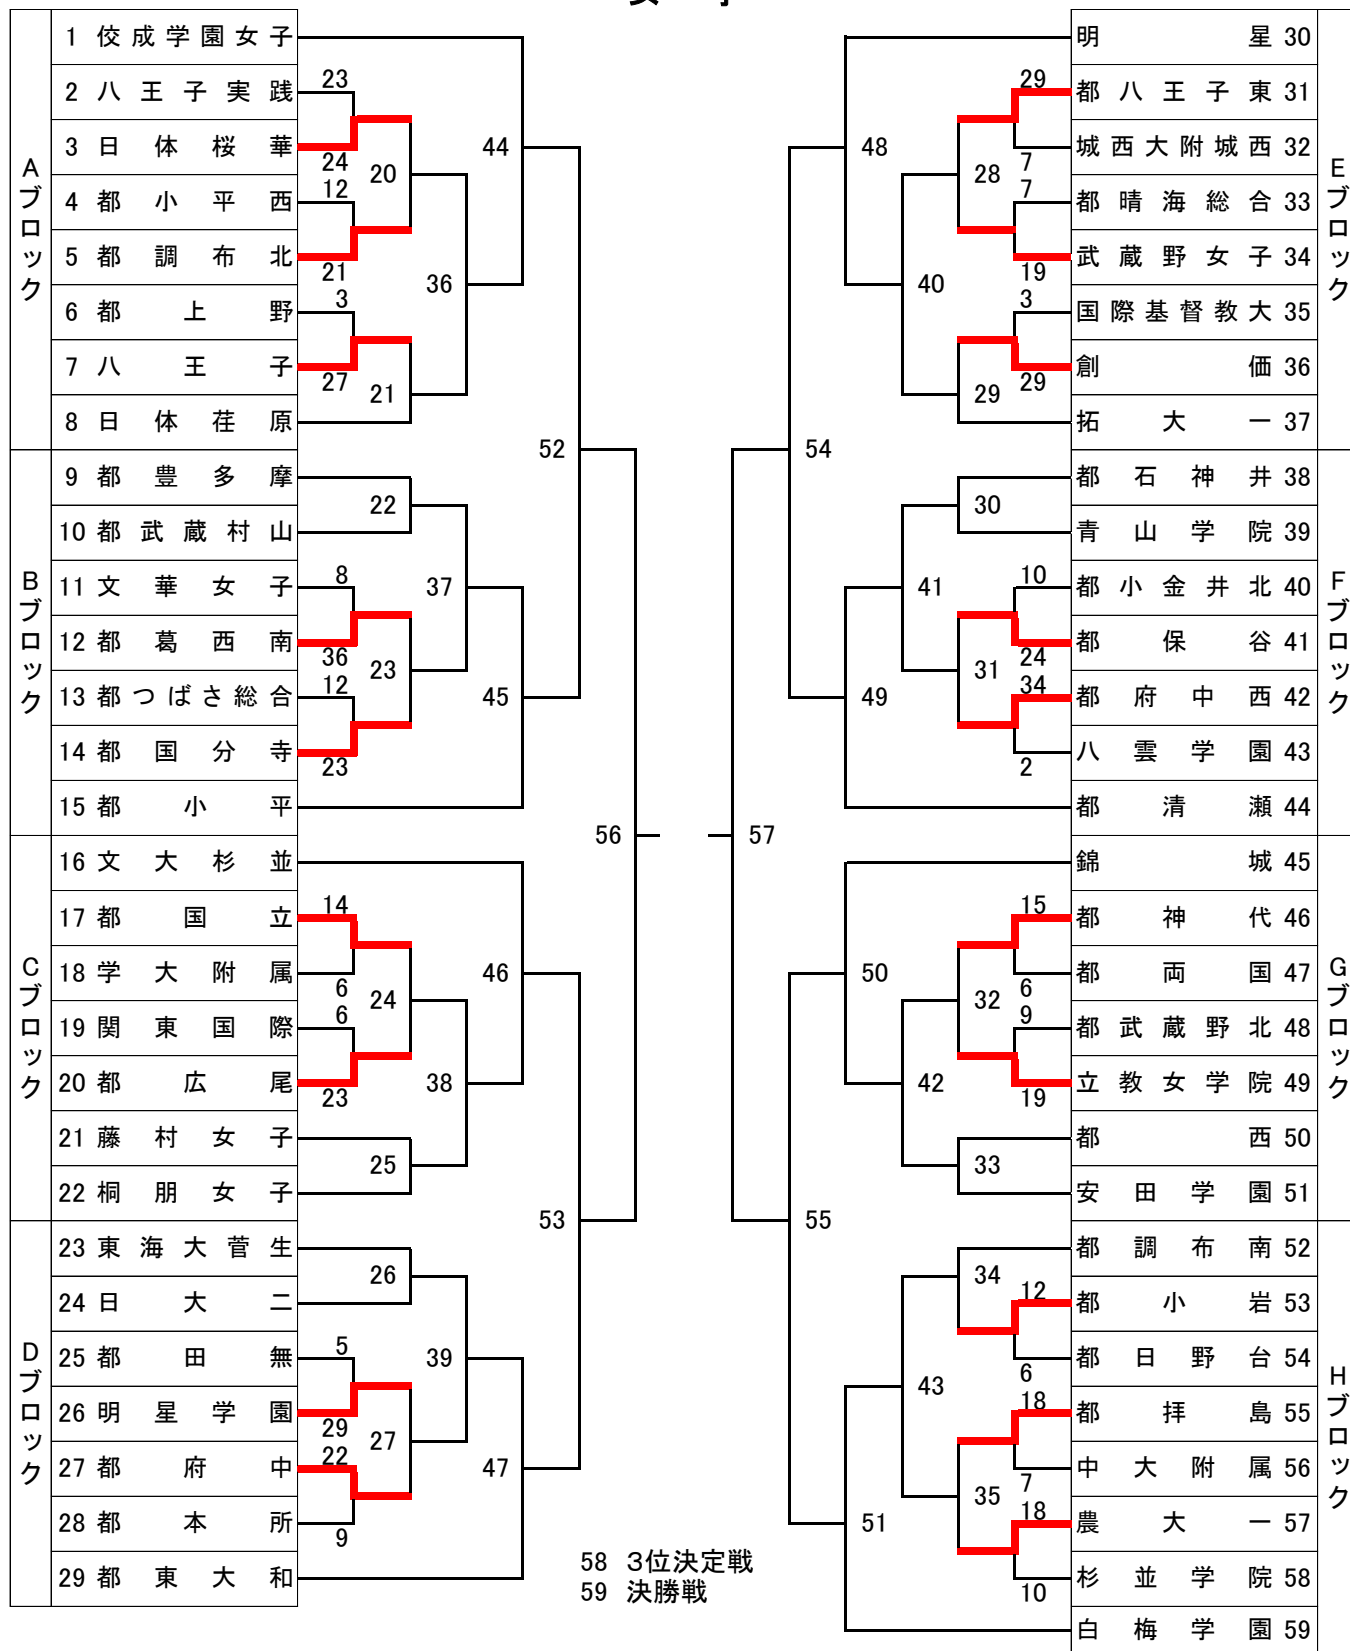 Aブロック
1 佼成学園女子
2 八王子実践
23
3 日体桜華
24
4 都小平西
12
5 都調布北
21
6 都上野
3
7 八王子
27
8 日体荏原
20
21
36
44
Bブロック
9 都豊多摩
10 都武蔵村山
11 文華女子
8
12 都葛西南
36
13 都つばさ総合
12
14 都国分寺
23
15 都小平
22
23
37
45
52
Cブロック
16 文大杉並
17 都国立
14
18 学大附属
6
19 関東国際
6
20 都広尾
23
21 藤村女子
22 桐朋女子
24
25
38
46
Dブロック
23 東海大菅生
24 日大二
25 都田無
5
26 明星学園
29
27 都府中
22
28 都本所
9
29 都東大和
26
27
39
47
53
56
Eブロック
明星 30
29
都八王子東 31
城西大附城西 32
7
7
都晴海総合 33
武蔵野女子 34
19
3
国際基督教大 35
創価 36
29
拓大一 37
28
29
40
48
Fブロック
都石神井 38
青山学院 39
10
都小金井北 40
都保谷 41
24
34
都府中西 42
八雲学園 43
2
都清瀬 44
30
31
41
49
54
Gブロック
錦城 45
15
都神代 46
都両国 47
6
9
都武蔵野北 48
立教女学院 49
19
都西 50
安田学園 51
32
33
42
50
Hブロック
都調布南 52
12
都小岩 53
都日野台 54
6
18
都拝島 55
中大附属 56
7
18
農大一 57
杉並学院 58
10
白梅学園 59
34
35
43
51
55
57
58 3位決定戦
59 決勝戦